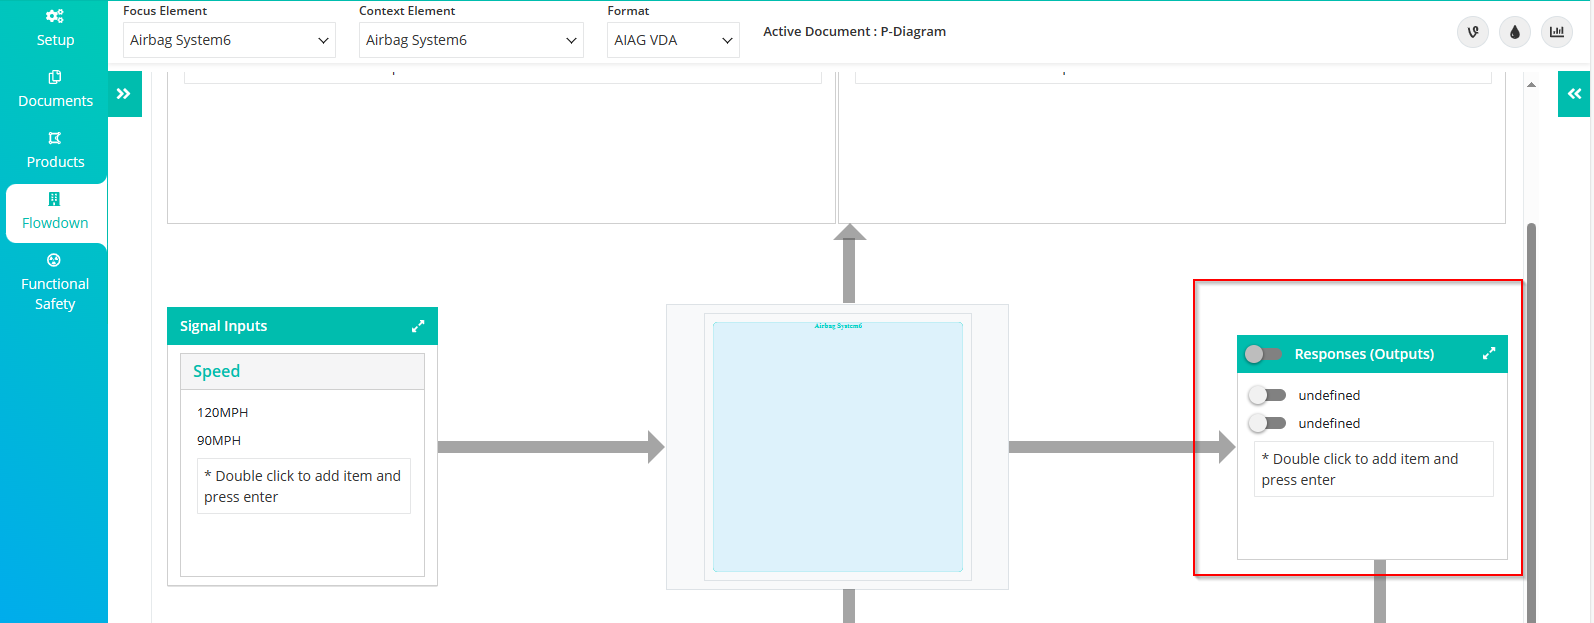 Setup
Documents
Products
Flowdown
Functional
Safety
Focus Element
Airbag System6
Context Element
Airbag System6
Format
AIAG VDA
Active Document : P-Diagram
Signal Inputs
Speed
120MPH
90MPH
* Double click to add item and
press enter
Airbag System6
Responses (Outputs)
undefined
undefined
* Double click to add item and
press enter